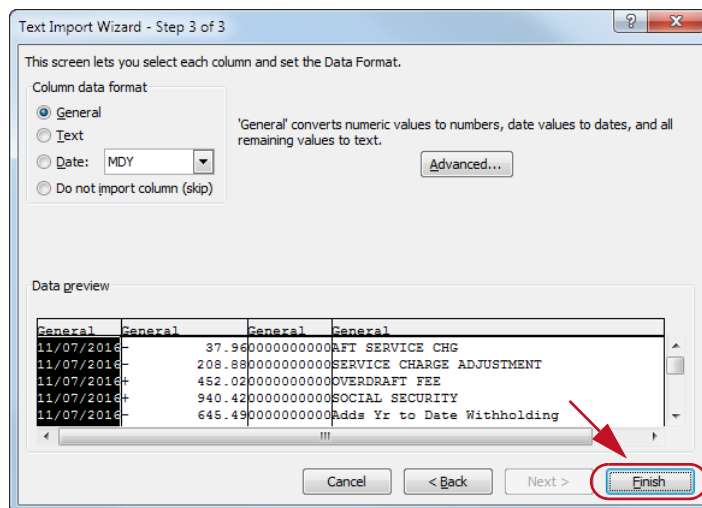 Text Import Wizard - Step 3 of 3
?
This screen lets you select each column and set the Data Format.
Column data format
General
Text
Date: MDY
Do not import column (skip)
'General' converts numeric values to numbers, date values to dates, and all
remaining values to text.
Advanced...
Data preview
General General General General
11/07/2016- 37.960000000000AFT SERVICE CHG
11/07/2016- 208.880000000000SERVICE CHARGE ADJUSTMENT
11/07/2016+ 452.020000000000OVERDRAFT FEE
11/07/2016+ 940.420000000000SOCIAL SECURITY
11/07/2016- 645.490000000000Adds Yr to Date Withholding
Cancel < Back Next > Finish